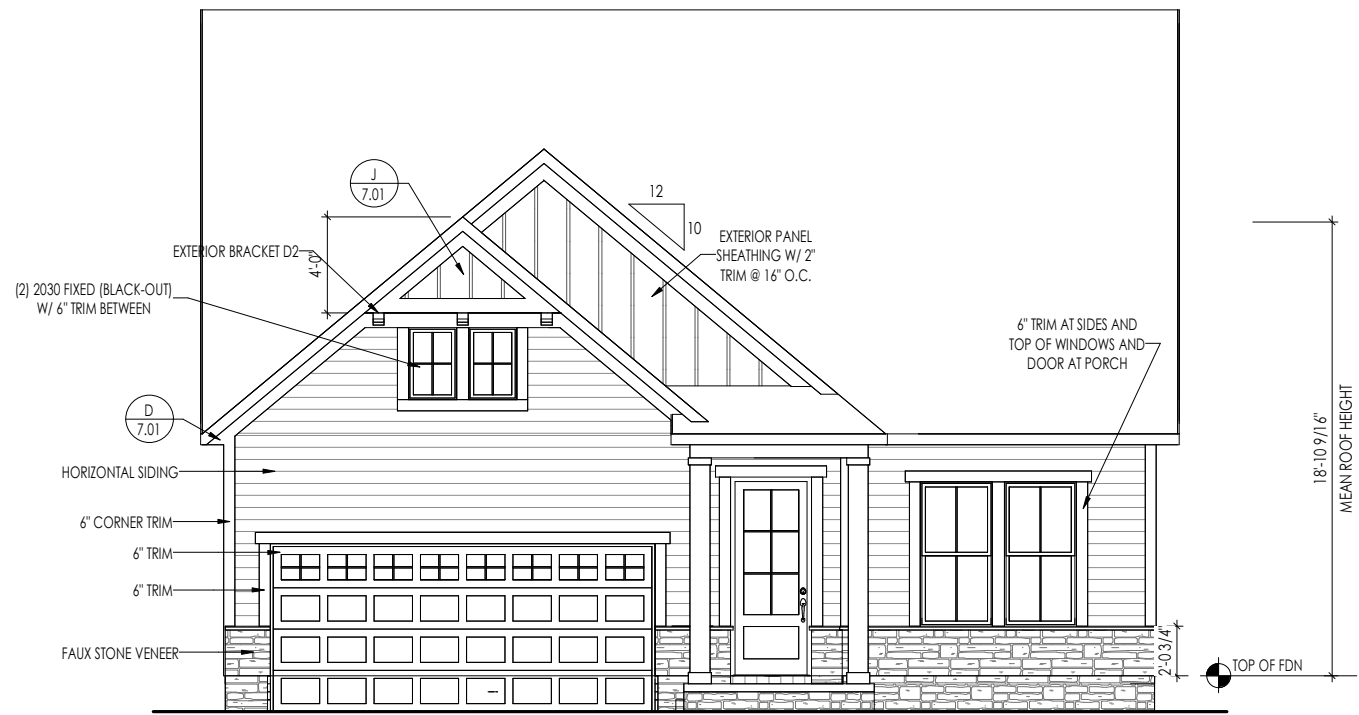 J
7.01
12
10
EXTERIOR BRACKET D2
4'-0"
EXTERIOR PANEL
SHEATHING W/ 2"
TRIM @ 16" O.C.
(2) 2030 FIXED (BLACK-OUT)
W/ 6" TRIM BETWEEN
6" TRIM AT SIDES AND
TOP OF WINDOWS AND
DOOR AT PORCH
D
7.01
18'-10 9/16"
MEAN ROOF HEIGHT
HORIZONTAL SIDING
6" CORNER TRIM
6" TRIM
6" TRIM
FAUX STONE VENEER
2'-0 3/4"
TOP OF FDN